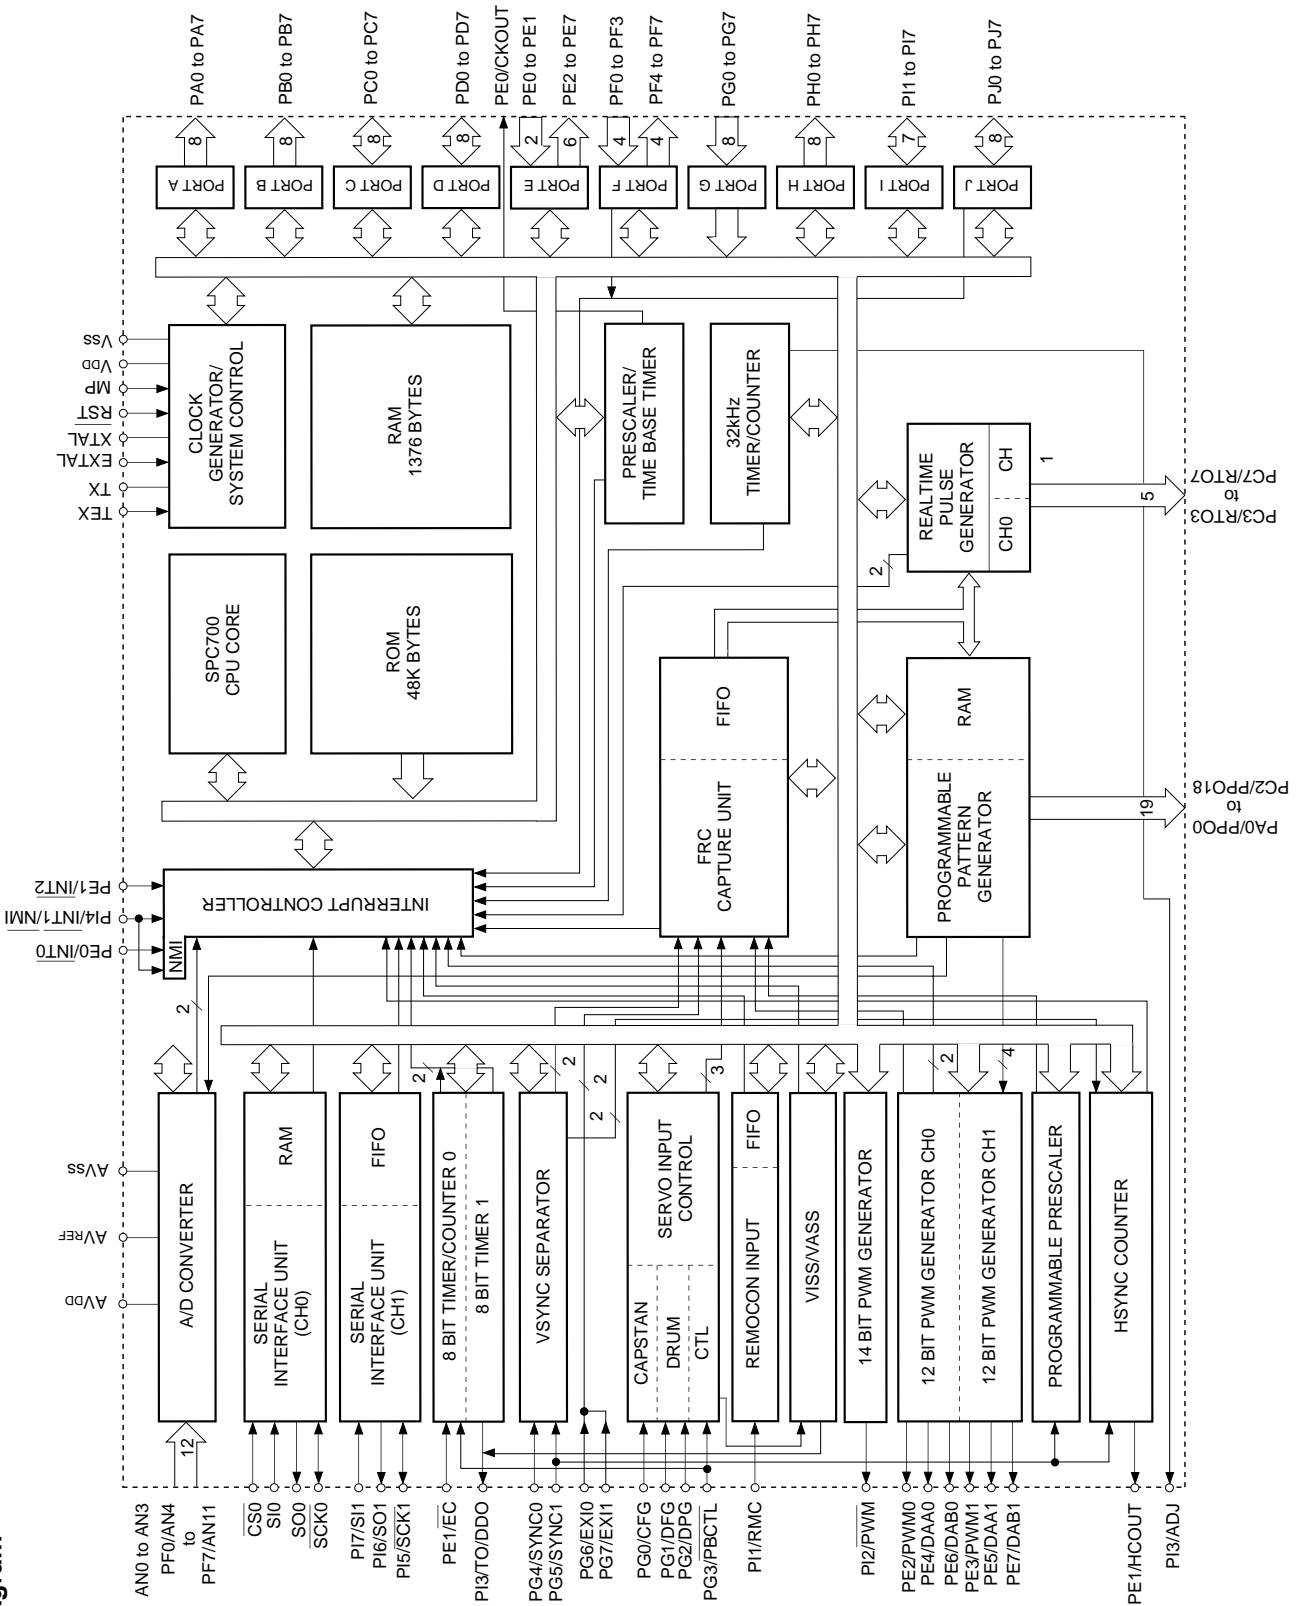 PA0 to PA7
PB0 to PB7
PC0 to PC7
PD0 to PD7
PE0/CKOUT
PE0 to PE1
PE2 to PE7
PF0 to PF3
PF4 to PF7
PG0 to PG7
PH0 to PH7
PI1 to PI7
PJ0 to PJ7
8
8
8
8
2
6
4
4
8
8
7
8
PORT A
PORT B
PORT C
PORT D
PORT E
PORT F
PORT G
PORT H
PORT I
PORT J
VSS
VDD
MP
RST
XTAL
EXTAL
TX
TEX
CLOCK
GENERATOR/
SYSTEM CONTROL
RAM
1376 BYTES
PRESCALER/
TIME BASE TIMER
32kHz
TIMER/COUNTER
REALTIME
PULSE
GENERATOR
CH0
CH
1
2
5
PC3/RTO3
to
PC7/RTO7
SPC700
CPU CORE
ROM
48K BYTES
FRC
CAPTURE UNIT
FIFO
PROGRAMMABLE
PATTERN
GENERATOR
RAM
19
PA0/PPO0
to
PC2/PPO18
PE1/INT2
PI4/INT1/NMI
PE0/INT0
INTERRUPT CONTROLLER
NMI
2
2
2
2
2
3
2
4
AVSS
AVREF
AVDD
A/D CONVERTER
SERIAL
INTERFACE UNIT
(CH0)
RAM
SERIAL
INTERFACE UNIT
(CH1)
FIFO
8 BIT TIMER/COUNTER 0
8 BIT TIMER 1
VSYNC SEPARATOR
SERVO INPUT
CONTROL
CAPSTAN
DRUM
CTL
REMOCON INPUT
FIFO
VISS/VASS
14 BIT PWM GENERATOR
12 BIT PWM GENERATOR CH0
12 BIT PWM GENERATOR CH1
PROGRAMMABLE PRESCALER
HSYNC COUNTER
12
AN0 to AN3
PF0/AN4
to
PF7/AN11
CS0
SI0
SO0
SCK0
PI7/SI1
PI6/SO1
PI5/SCK1
PE1/EC
PI3/TO/DDO
PG4/SYNC0
PG5/SYNC1
PG6/EXI0
PG7/EXI1
PG0/CFG
PG1/DFG
PG2/DPG
PG3/PBCTL
PI1/RMC
PI2/PWM
PE2/PWM0
PE4/DAA0
PE6/DAB0
PE3/PWM1
PE5/DAA1
PE7/DAB1
PE1/HCOUT
PI3/ADJ